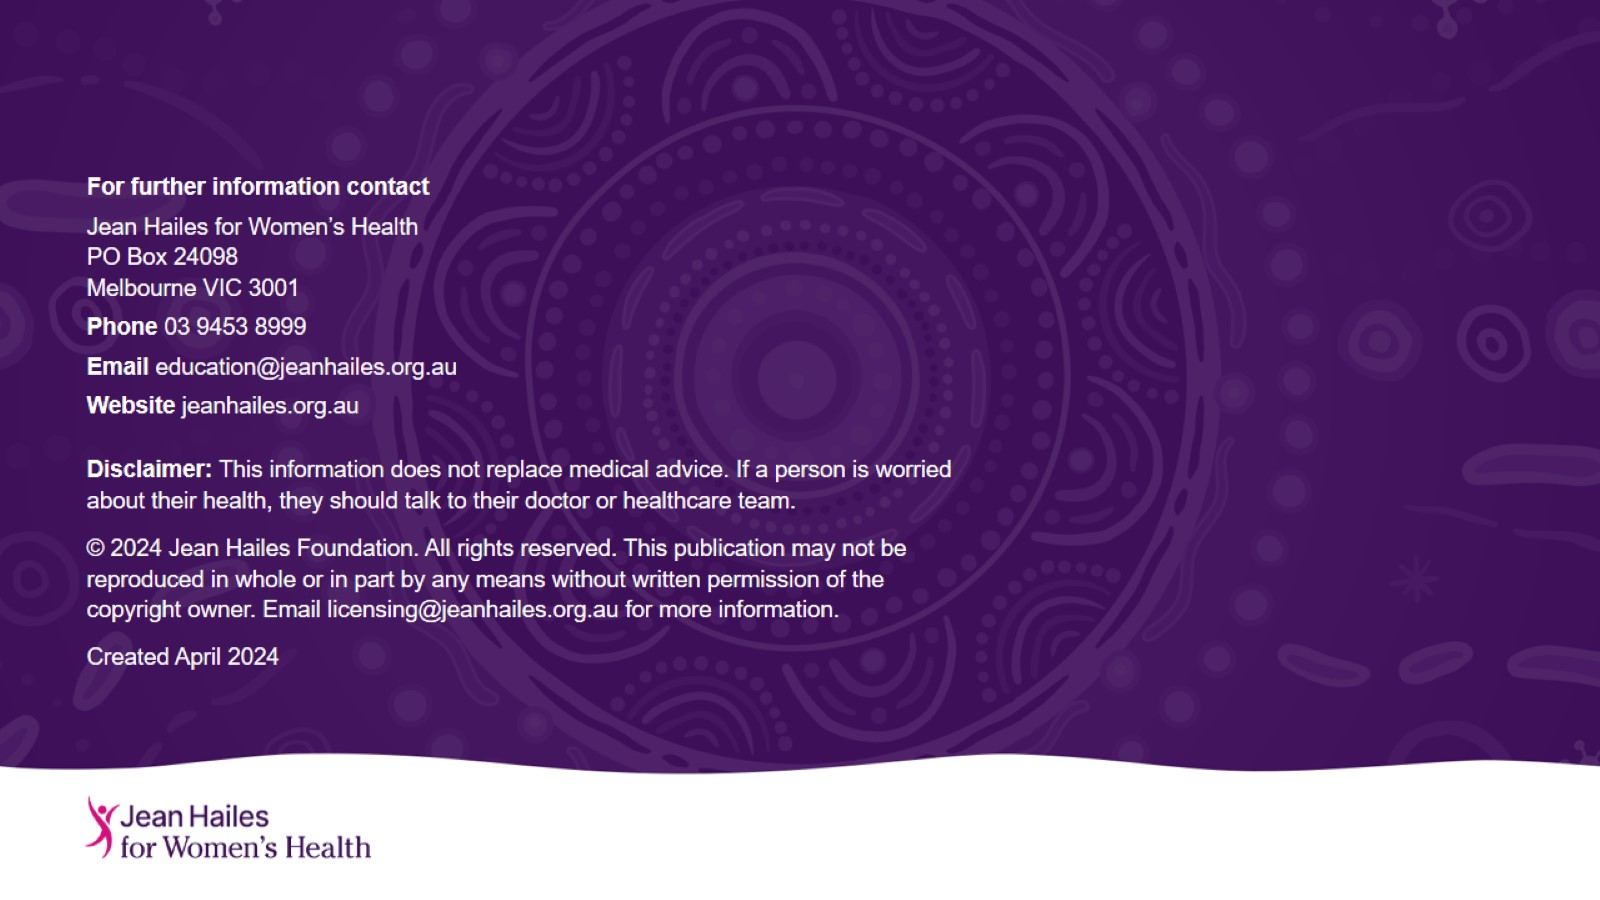 For further information contact
Jean Hailes for Women’s Health
PO Box 24098
Melbourne VIC 3001
Phone 03 9453 8999
Email education@jeanhailes.org.au
Website jeanhailes.org.au
Disclaimer: This information does not replace medical advice. If a person is worried
about their health, they should talk to their doctor or healthcare team.
© 2024 Jean Hailes Foundation. All rights reserved. This publication may not be
reproduced in whole or in part by any means without written permission of the
copyright owner. Email licensing@jeanhailes.org.au for more information.
Created April 2024
Jean Hailes
for Women’s Health